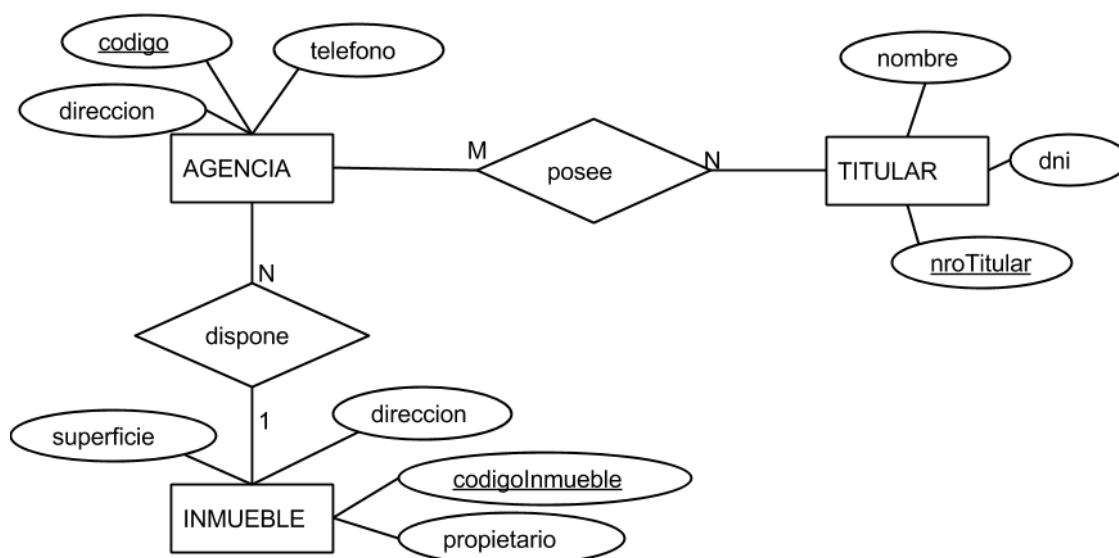 codigo
telefono
direccion
AGENCIA
M
posee
N
nombre
TITULAR
dni
nroTitular
N
dispone
1
superficie
direccion
codigoInmueble
INMUEBLE
propietario